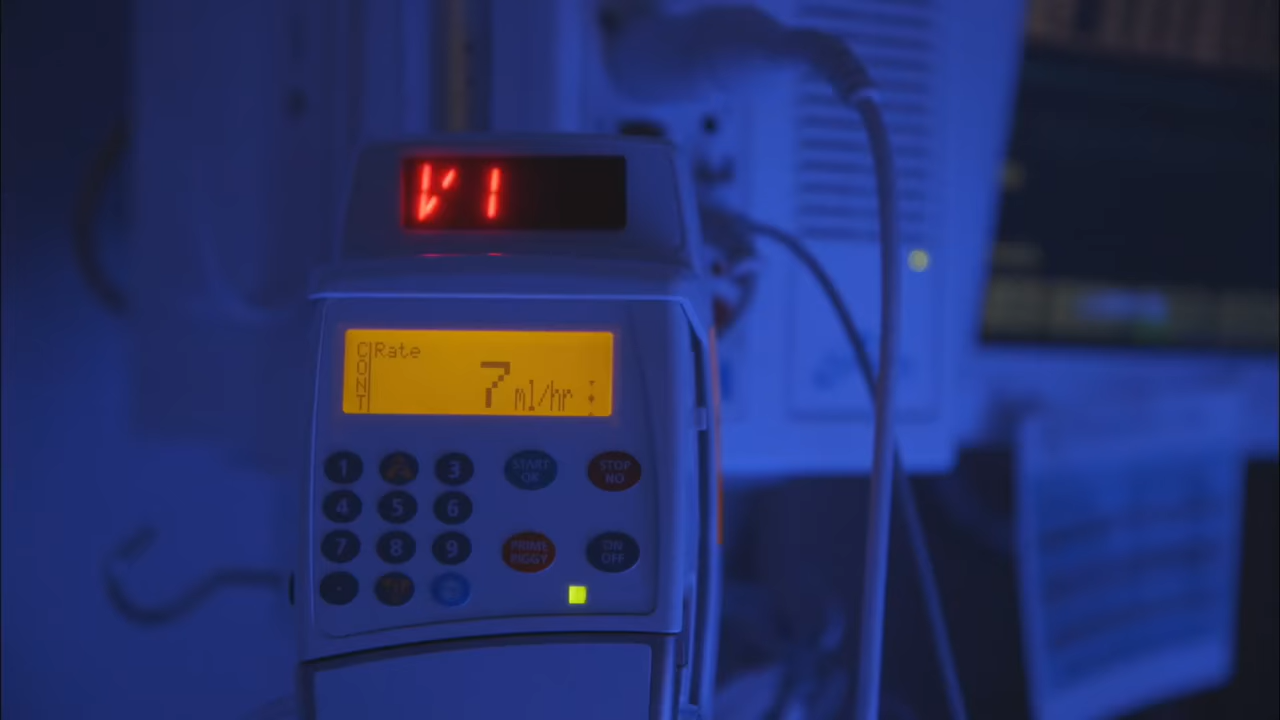 Rate
CONT
7 ml/hr
1 3 START OK STOP NO
4 5 6
7 8 9 PRIME ON OFF